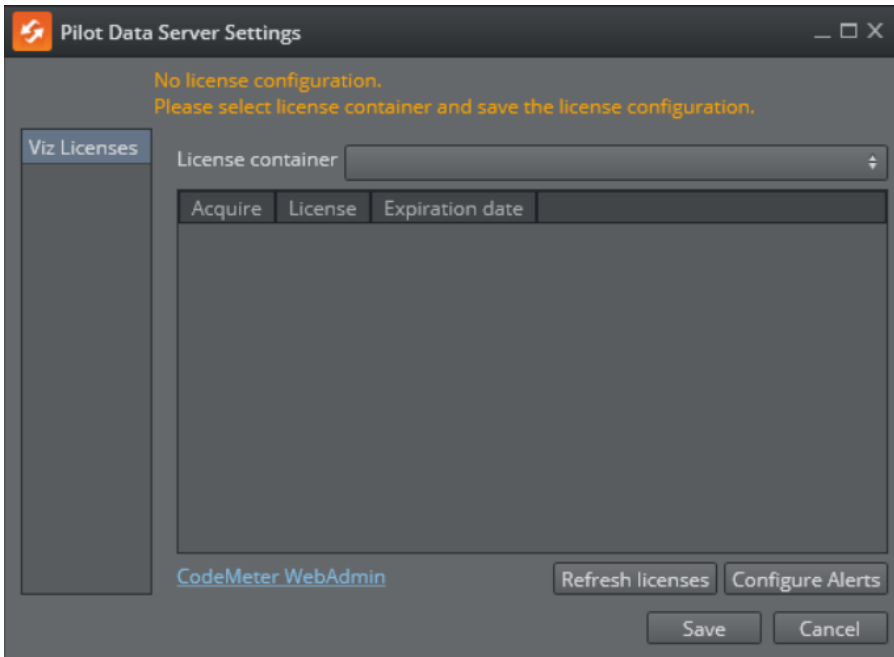 Pilot Data Server Settings
No license configuration.
Please select license container and save the license configuration.
Viz Licenses
License container
Acquire License Expiration date
CodeMeter WebAdmin
Refresh licenses Configure Alerts
Save Cancel